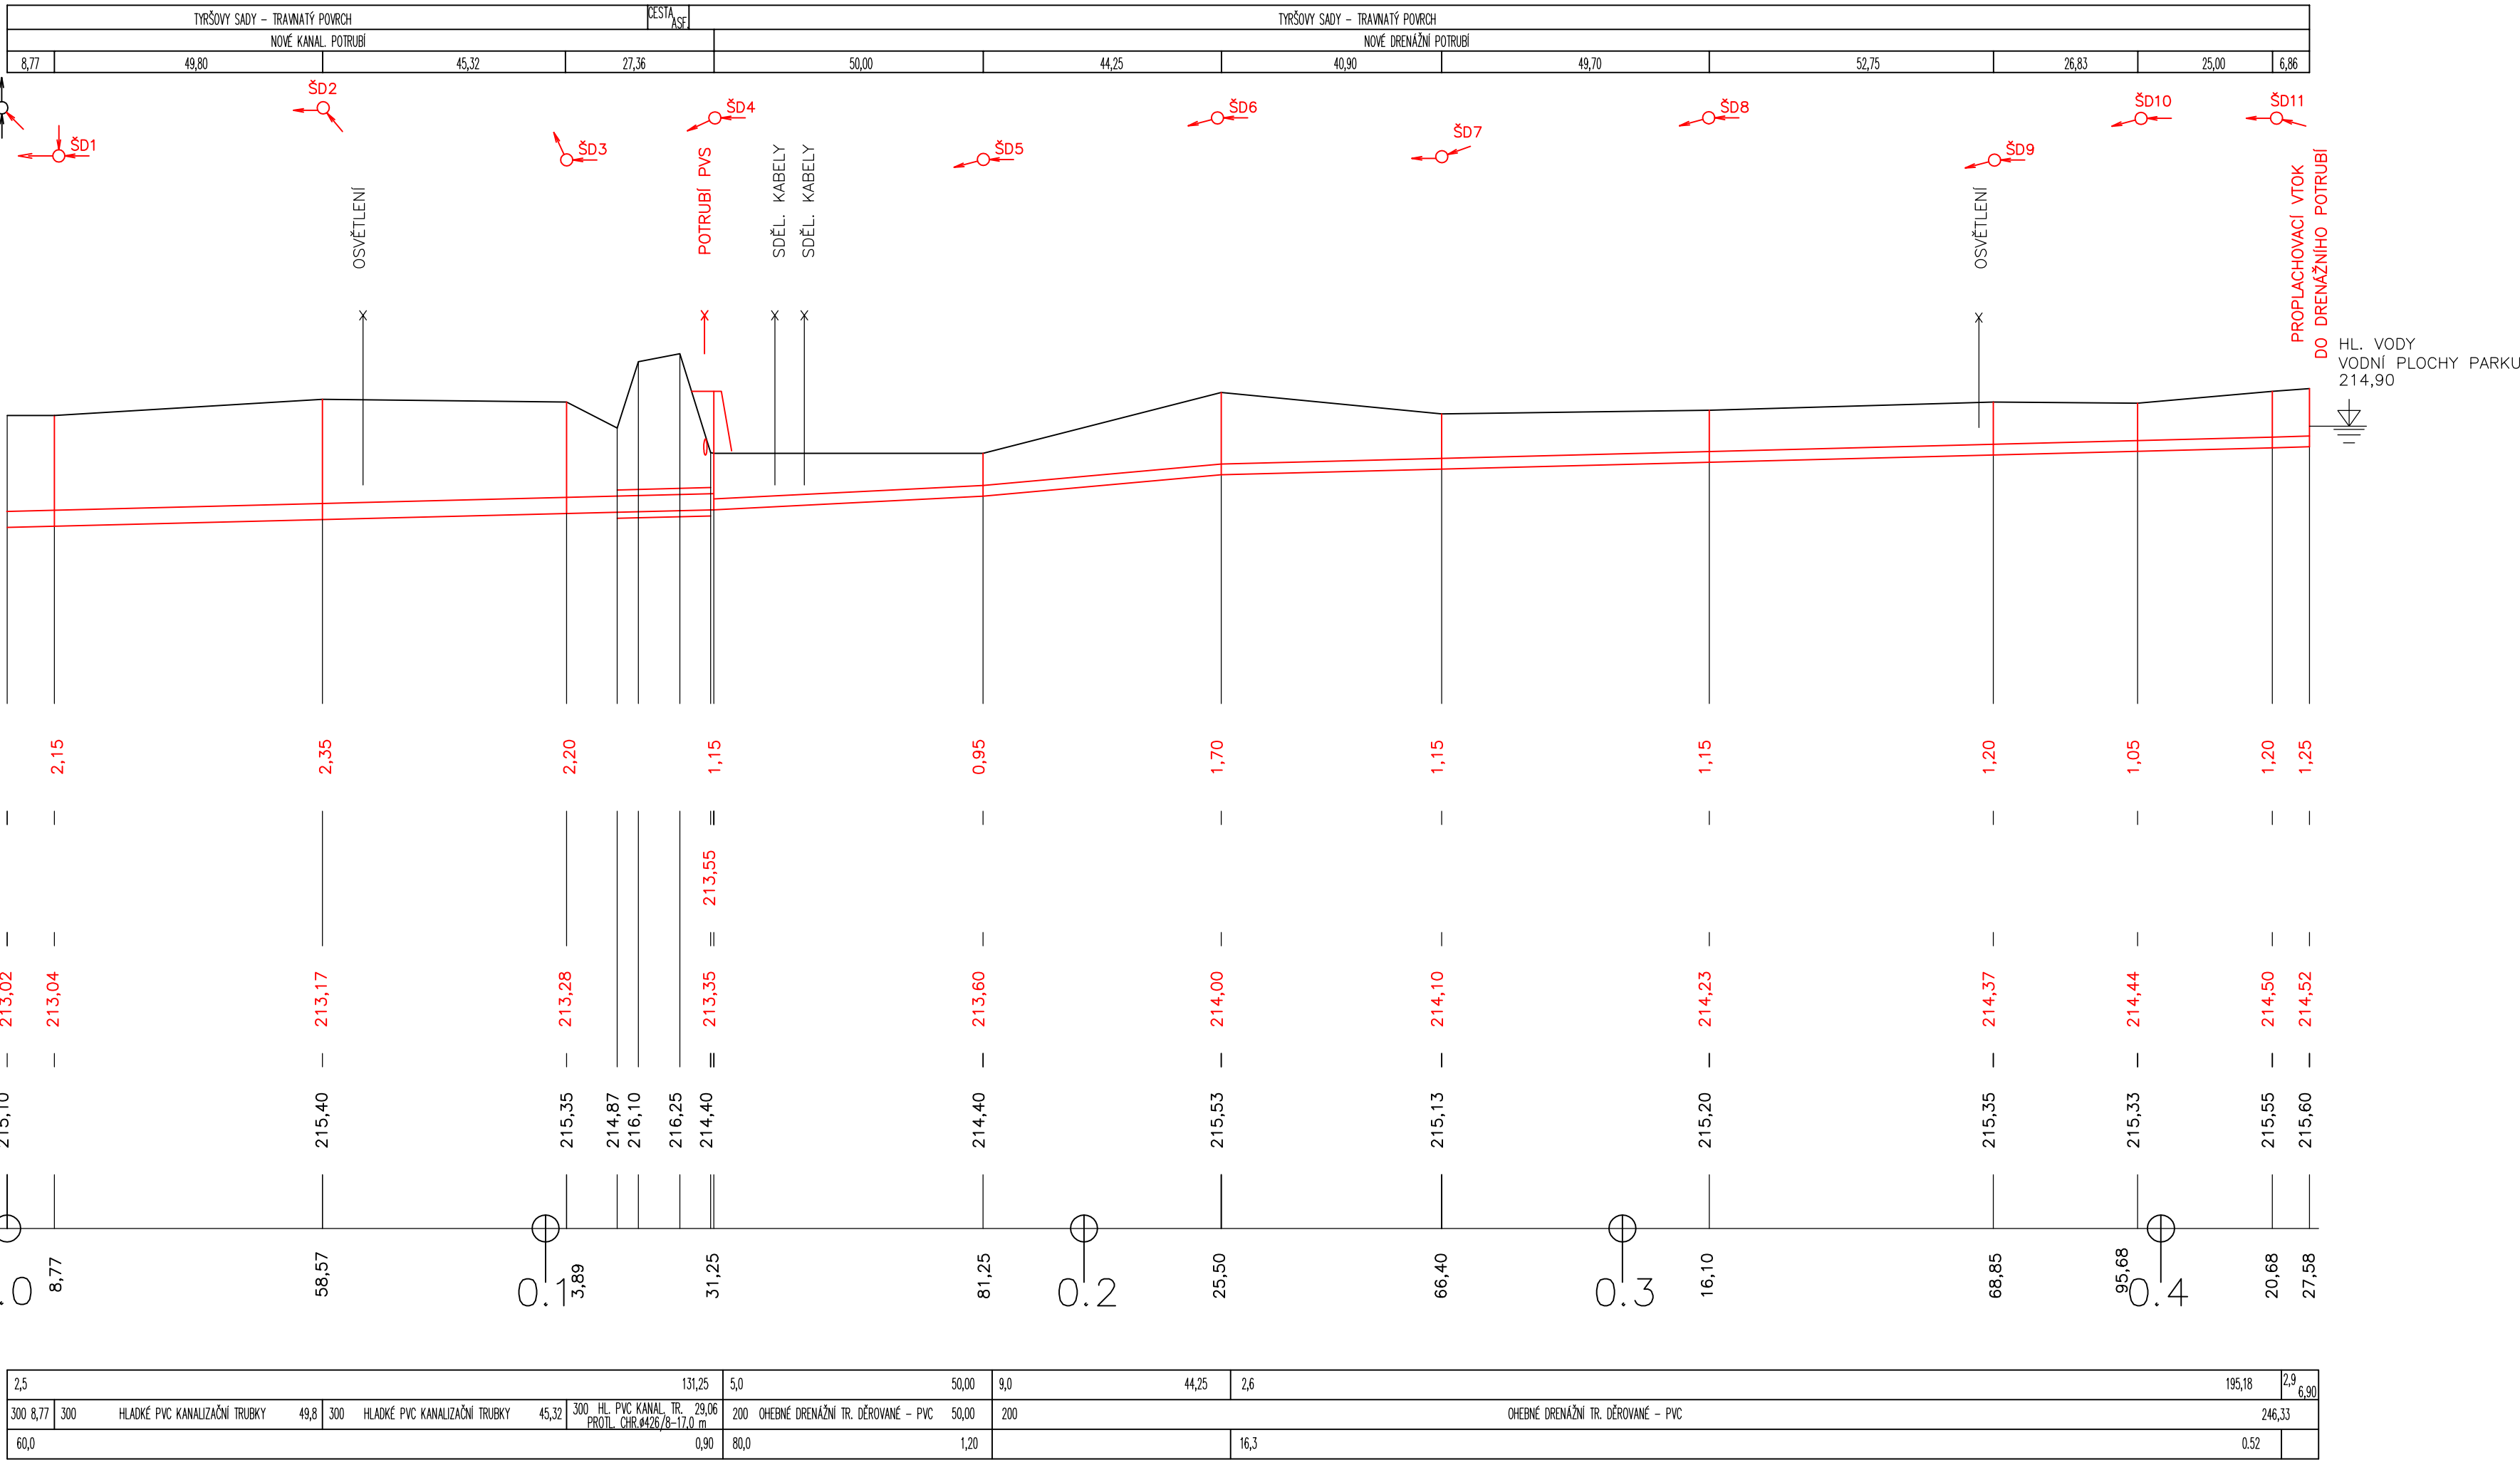 TYRŠOVY SADY – TRAVNATÝ POVRCH
CESTA
ASF.
TYRŠOVY SADY – TRAVNATÝ POVRCH
NOVÉ KANAL. POTRUBÍ
NOVÉ DRENÁŽNÍ POTRUBÍ
8,77 49,80 45,32 27,36 50,00 44,25 40,90 49,70 52,75 26,83 25,00 6,86
ŠD1
ŠD2
ŠD3
ŠD4
ŠD5
ŠD6
ŠD7
ŠD8
ŠD9
ŠD10
ŠD11
OSVĚTLENÍ
POTRUBÍ PVS
SDĚL. KABELY
SDĚL. KABELY
OSVĚTLENÍ
PROPLACHOVACÍ VTOK
DO DRENÁŽNÍHO POTRUBÍ
HL. VODY
VODNÍ PLOCHY PARKU
214,90
2,15 2,35 2,20 1,15 0,95 1,70 1,15 1,15 1,20 1,05 1,20 1,25
213,55
213,02 213,04 213,17 213,28 213,35 213,60 214,00 214,10 214,23 214,37 214,44 214,50 214,52
215,10 215,40 215,35 214,87 216,10 216,25 214,40 214,40 215,53 215,13 215,20 215,35 215,33 215,55 215,60
8,77 58,57 3,89 31,25 81,25 25,50 66,40 16,10 68,85 95,68 20,68 27,58
.0 0.1 0.2 0.3 0.4
2,5 131,25 5,0 50,00 9,0 44,25 2,6 195,18 2,9 6,90
300 8,77 300 HLADKÉ PVC KANALIZAČNÍ TRUBKY 49,8 300 HLADKÉ PVC KANALIZAČNÍ TRUBKY 45,32 300 HL. PVC KANAL. TR. 29,06
PROTL. CHR.ø426/8–17,0 m
200 OHEBNÉ DRENÁŽNÍ TR. DĚROVANÉ – PVC 50,00 200 OHEBNÉ DRENÁŽNÍ TR. DĚROVANÉ – PVC 246,33
60,0 0,90 80,0 1,20 16,3 0.52